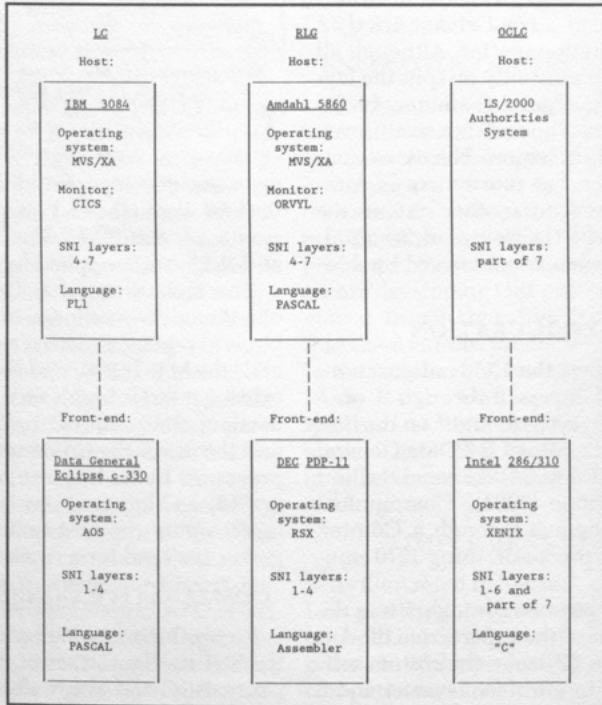 LC
Host:
IBM 3084
Operating
system:
MVS/XA
Monitor:
CICS
SNI layers:
4-7
Language:
PL1
Front-end:
Data General
Eclipse c-330
Operating
system:
AOS
SNI layers:
1-4
Language:
PASCAL
RLG
Host:
Amdahl 5860
Operating
system:
MVS/XA
Monitor:
ORVYL
SNI layers:
4-7
Language:
PASCAL
Front-end:
DEC PDP-11
Operating
system:
RSX
SNI layers:
1-4
Language:
Assembler
OCLC
Host:
LS/2000
Authorities
System
SNI layers:
part of 7
Front-end:
Intel 286/310
Operating
system:
XENIX
SNI layers:
1-6 and
part of 7
Language:
"C"